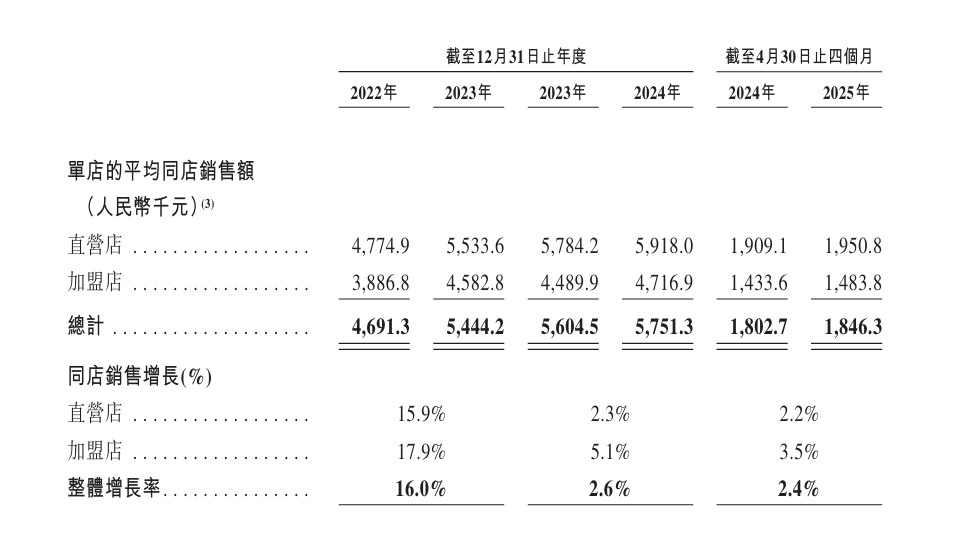 截至12月31日止年度 截至4月30日止四個月
2022年 2023年 2023年 2024年 2024年 2025年
單店的平均同店銷售額
（人民幣千元）(3)
直營店 .................. 4,774.9 5,533.6 5,784.2 5,918.0 1,909.1 1,950.8
加盟店 .................. 3,886.8 4,582.8 4,489.9 4,716.9 1,433.6 1,483.8
總計 .................... 4,691.3 5,444.2 5,604.5 5,751.3 1,802.7 1,846.3
同店銷售增長(%)
直營店 .................. 15.9% 2.3% 2.2%
加盟店 .................. 17.9% 5.1% 3.5%
整體增長率............... 16.0% 2.6% 2.4%